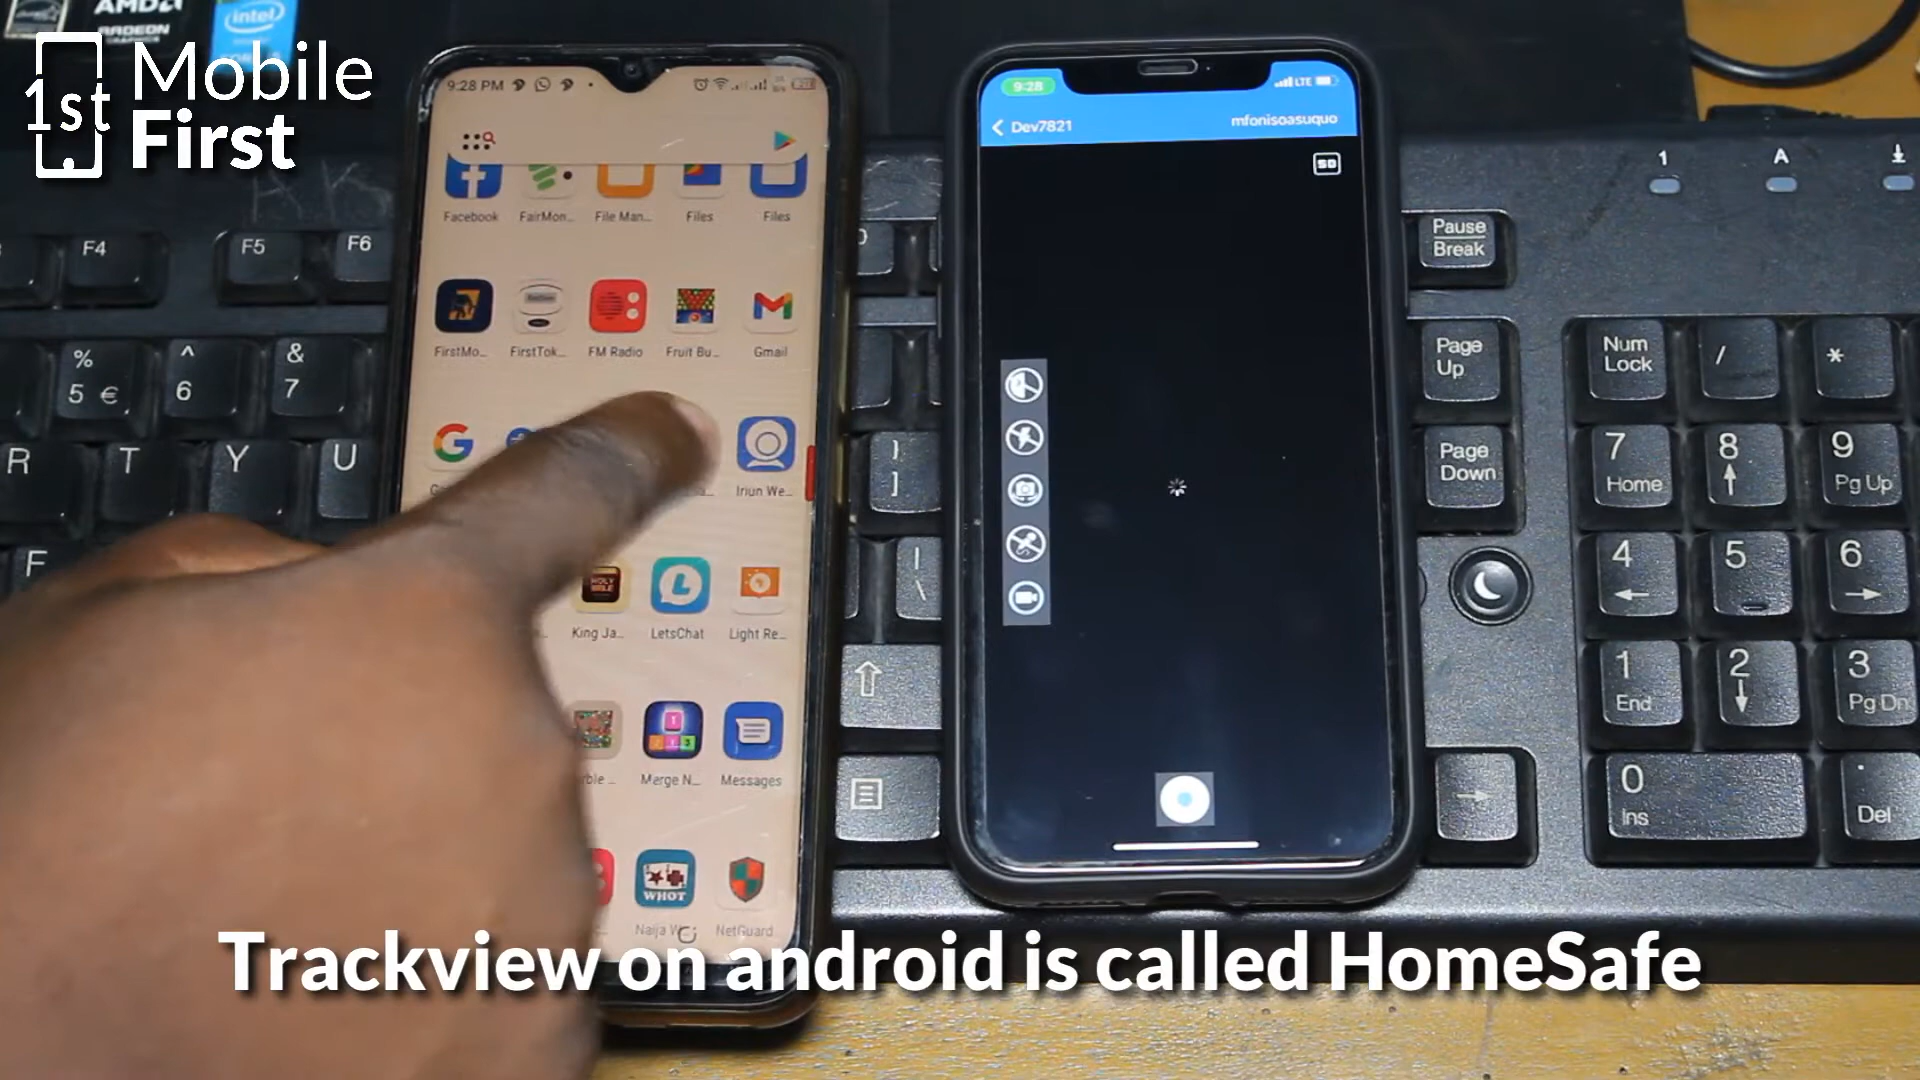 AMD
RADEON
GRAPHICS
intel
1st
Mobile
First
9:28 PM
Facebook
FairMon...
File Man...
Files
Files
FirstMo...
FirstTok...
FM Radio
Fruit Bu...
Gmail
Iriun We...
King Ja...
LetsChat
Light Re...
HOLY
BIBLE
Merge N...
Messages
WHOT
Naija W...
NetGuard
9:28
LTE
Dev7821
mfonisoasuquo
SD
F4
F5
F6
%
5 €
^
6
&
7
R
T
Y
U
F
}
]
|
\
1
A
Pause
Break
Page
Up
Page
Down
Num
Lock
/
*
7
Home
8
9
Pg Up
4
5
6
1
End
2
3
Pg Dn
0
Ins
.
Del
Trackview on android is called HomeSafe